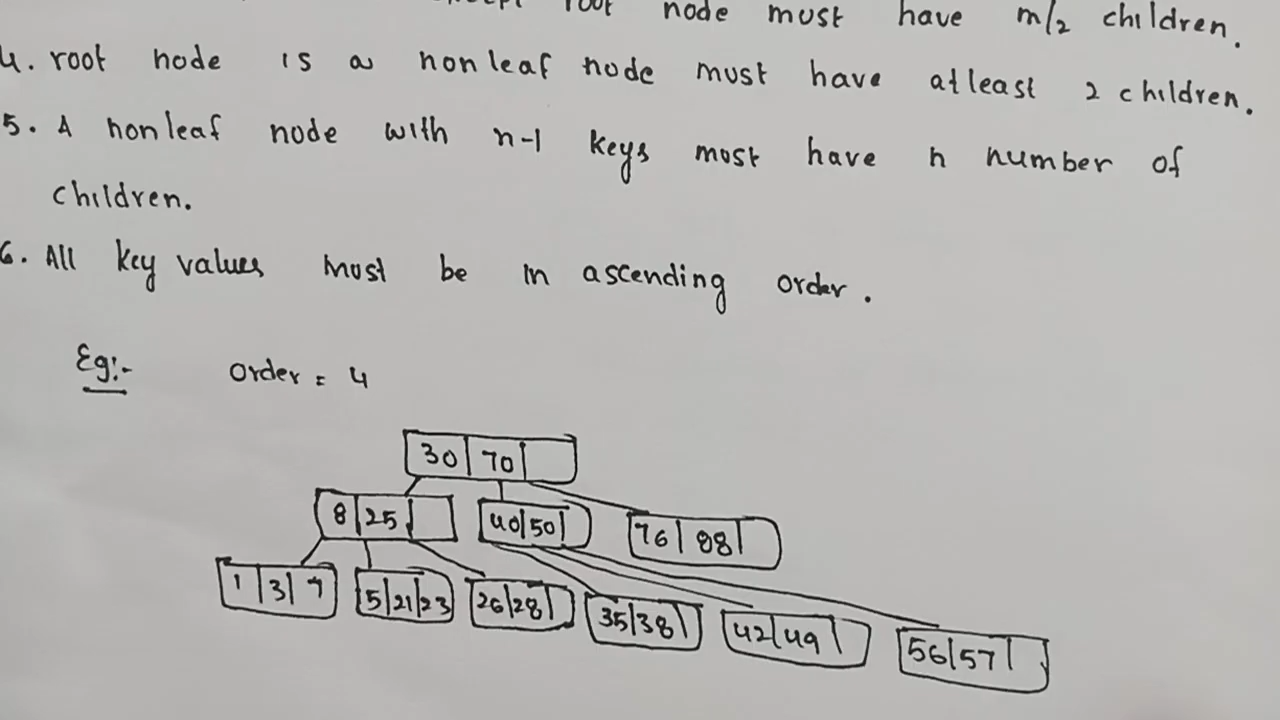 root node must have m/2 children.
4. root node is a nonleaf node must have atleast 2 children.
5. A nonleaf node with n-1 keys most have n number of
children.
6. All key values most be in ascending order.
Eg:- order = 4
30 70
8 25 40 50 76 88
1 3 7 5 21 23 26 28 35 38 42 49 56 57